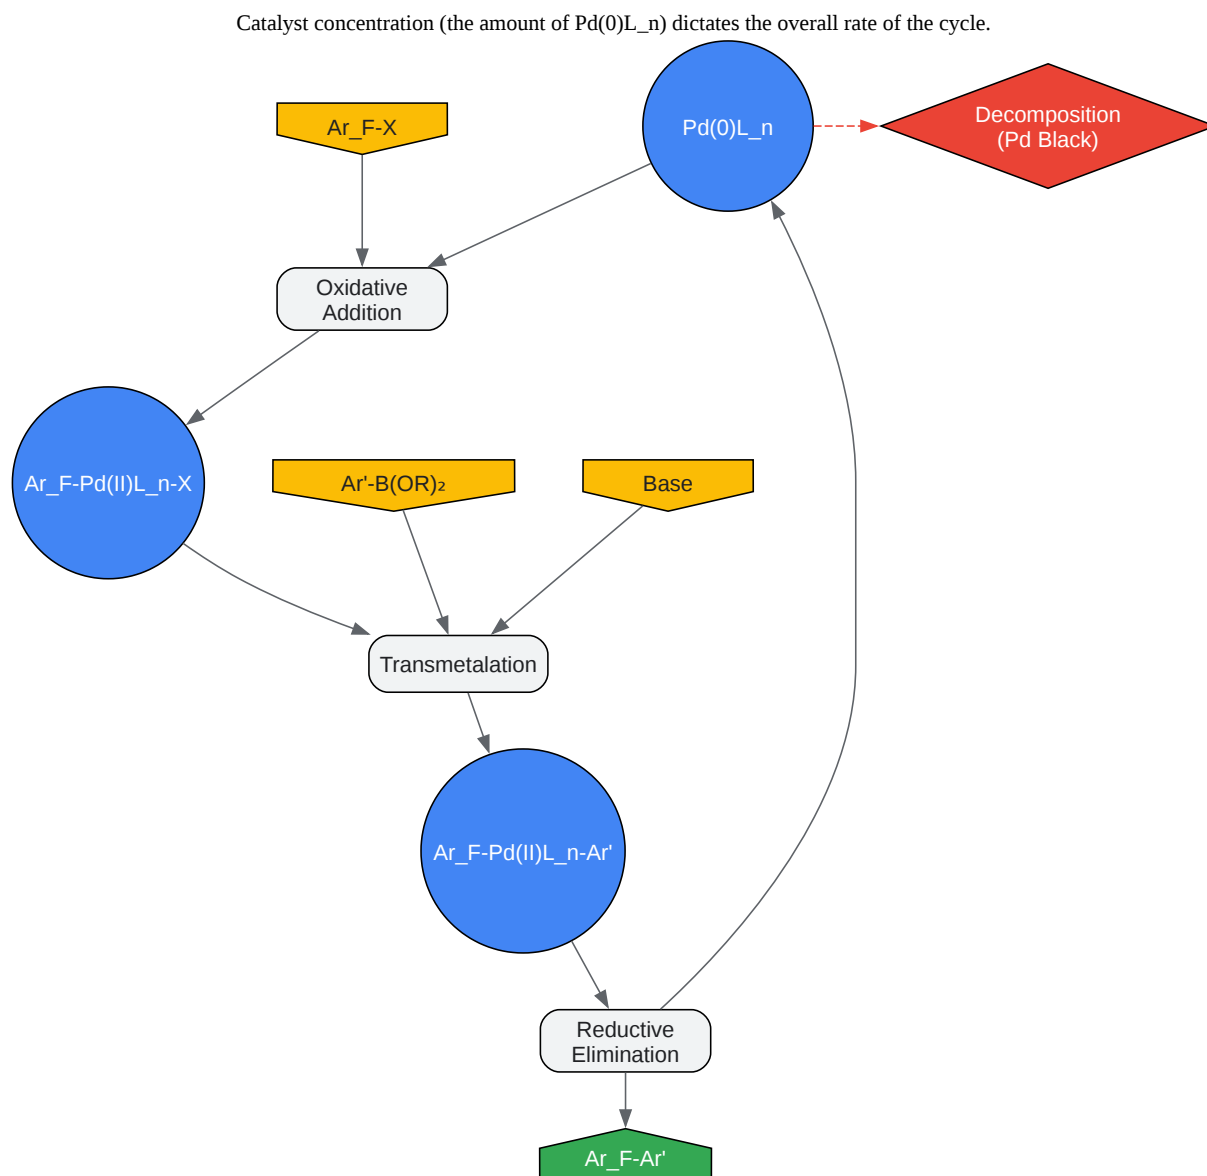 Catalyst concentration (the amount of Pd(0)L_n) dictates the overall rate of the cycle.
Ar_F-X
Pd(0)L_n
Decomposition
(Pd Black)
Oxidative
Addition
Ar_F-Pd(II)L_n-X
Ar'-B(OR)₂
Base
Transmetalation
Ar_F-Pd(II)L_n-Ar'
Reductive
Elimination
Ar_F-Ar'